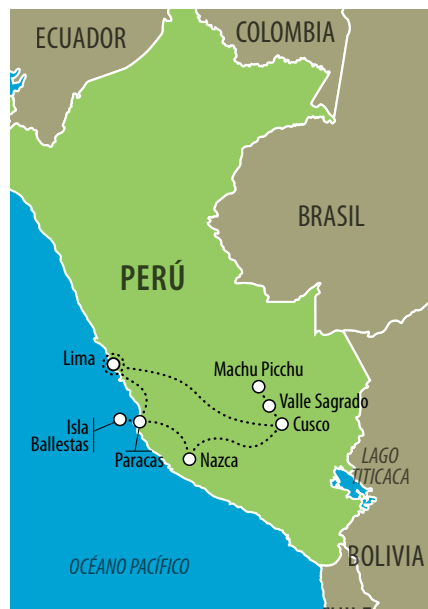 ECUADOR
COLOMBIA
BRASIL
PERÚ
Lima
Machu Picchu
Valle Sagrado
Isla
Ballestas
Cusco
Paracas
Nazca
LAGO
TITICACA
OCÉANO PACÍFICO
BOLIVIA